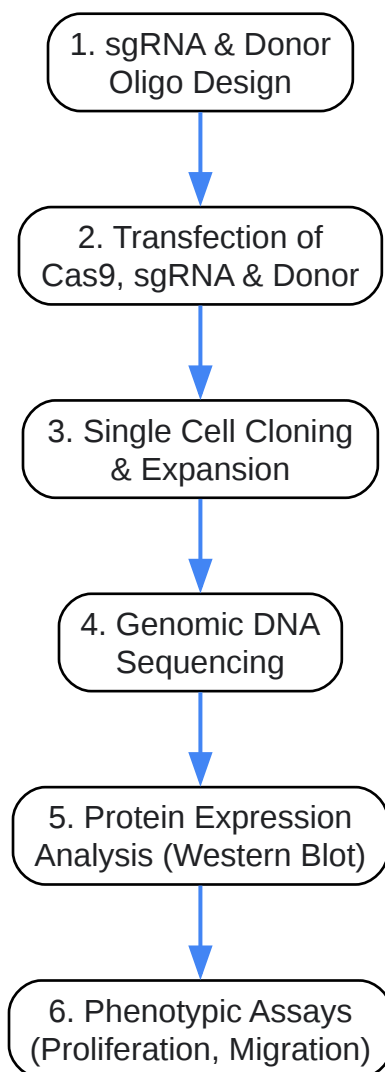 1. sgRNA & Donor
Oligo Design
2. Transfection of
Cas9, sgRNA & Donor
3. Single Cell Cloning
& Expansion
4. Genomic DNA
Sequencing
5. Protein Expression
Analysis (Western Blot)
6. Phenotypic Assays
(Proliferation, Migration)